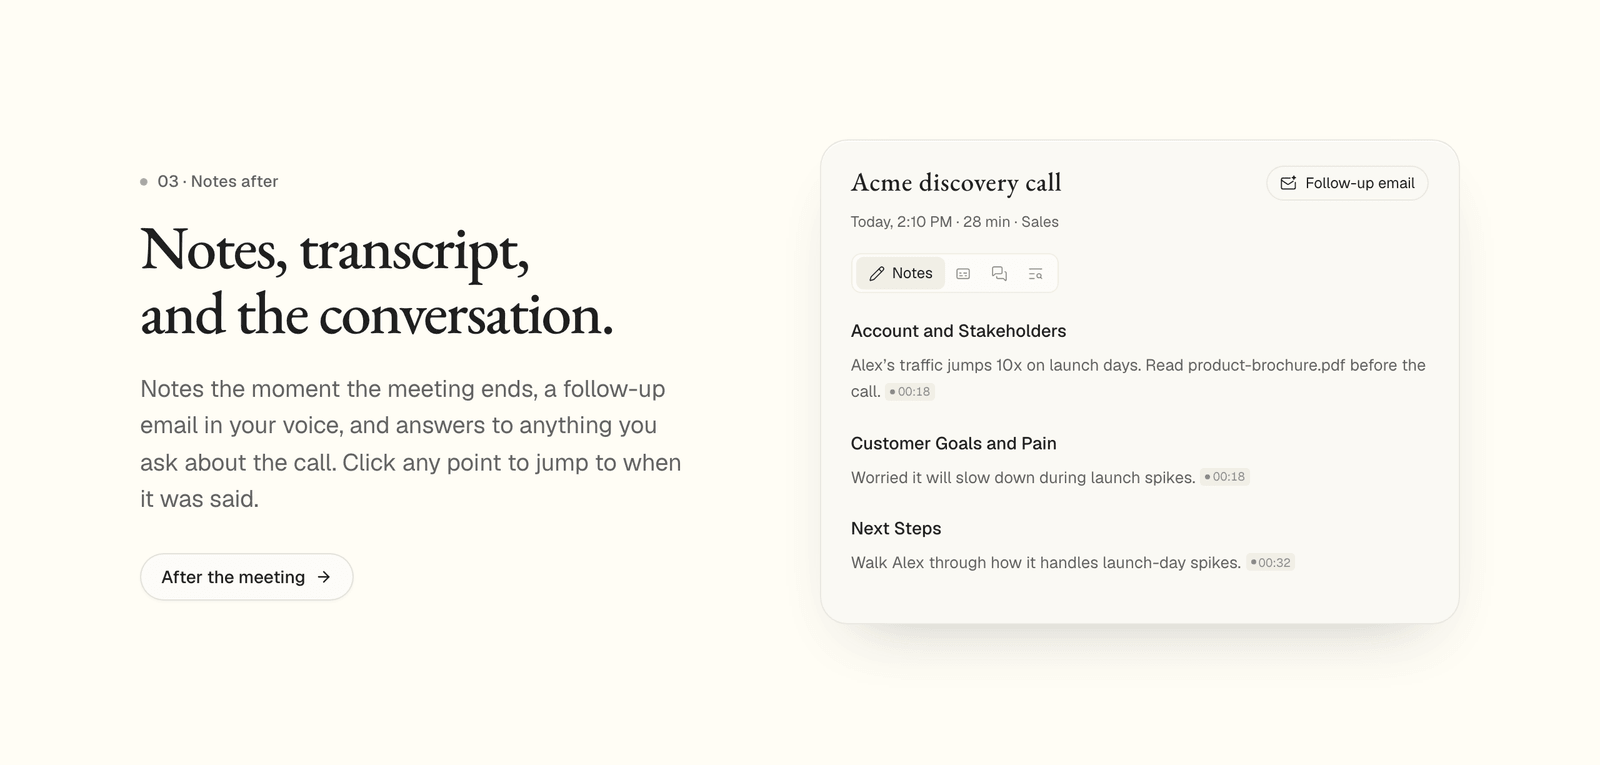 03 · Notes after
Notes, transcript,
and the conversation.
Notes the moment the meeting ends, a follow-up
email in your voice, and answers to anything you
ask about the call. Click any point to jump to when
it was said.
After the meeting →
Acme discovery call
Follow-up email
Today, 2:10 PM · 28 min · Sales
Notes
Account and Stakeholders
Alex’s traffic jumps 10x on launch days. Read product-brochure.pdf before the
call. 00:18
Customer Goals and Pain
Worried it will slow down during launch spikes. 00:18
Next Steps
Walk Alex through how it handles launch-day spikes. 00:32